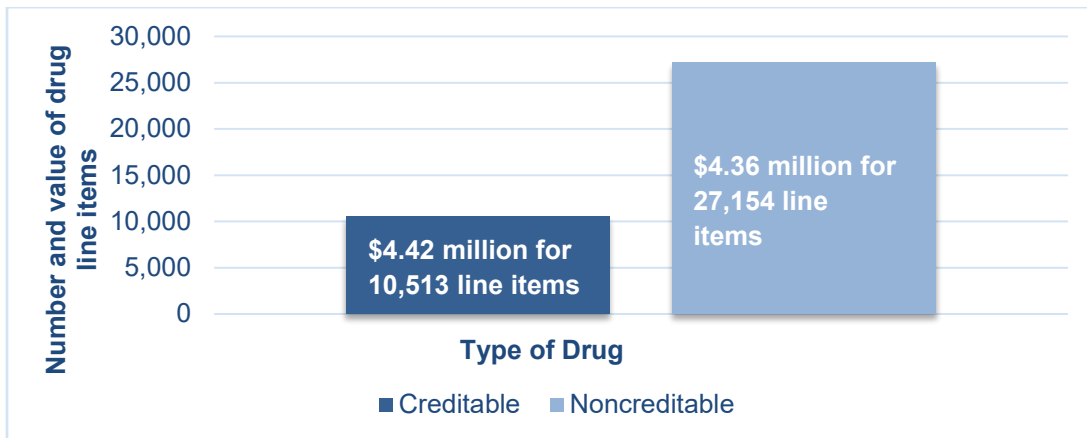 Number and value of drug
line items
30,000
25,000
20,000
15,000
10,000
5,000
0
$4.42 million for
10,513 line items
$4.36 million for
27,154 line
items
Type of Drug
Creditable Noncreditable